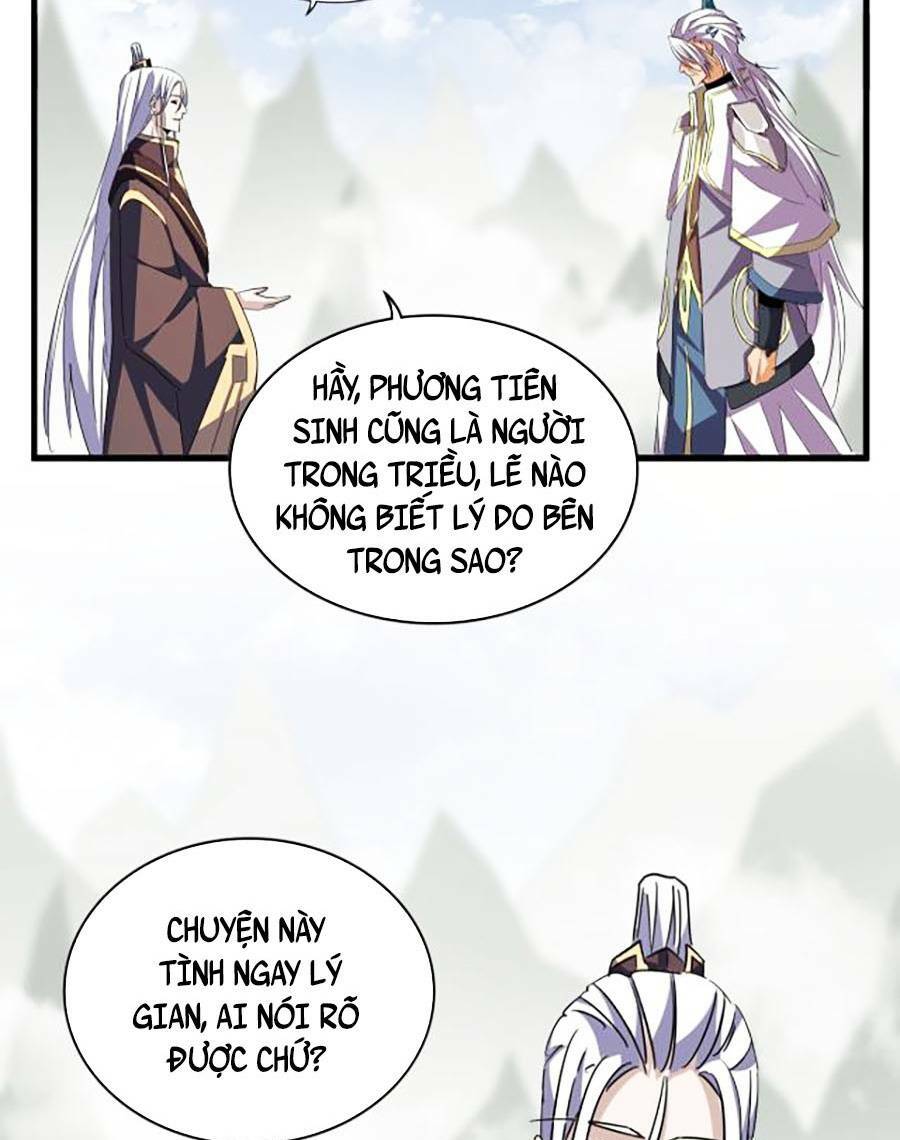 HẦY, PHƯƠNG TIÊN
SINH CŨNG LÀ NGƯỜI
TRONG TRIỀU, LẼ NÀO
KHÔNG BIẾT LÝ DO BÊN
TRONG SAO?
CHUYỆN NÀY
TÌNH NGAY LÝ
GIAN, AI NÓI RÕ
ĐƯỢC CHỨ?